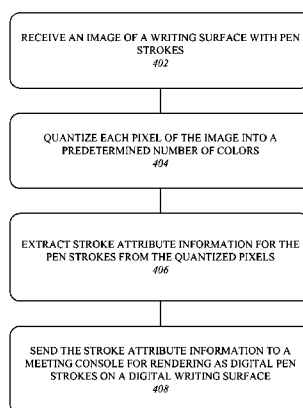 RECEIVE AN IMAGE OF A WRITING SURFACE WITH PEN
STROKES
402
QUANTIZE EACH PIXEL OF THE IMAGE INTO A
PREDETERMINED NUMBER OF COLORS
404
EXTRACT STROKE ATTRIBUTE INFORMATION FOR THE
PEN STROKES FROM THE QUANTIZED PIXELS
406
SEND THE STROKE ATTRIBUTE INFORMATION TO A
MEETING CONSOLE FOR RENDERING AS DIGITAL PEN
STROKES ON A DIGITAL WRITING SURFACE
408